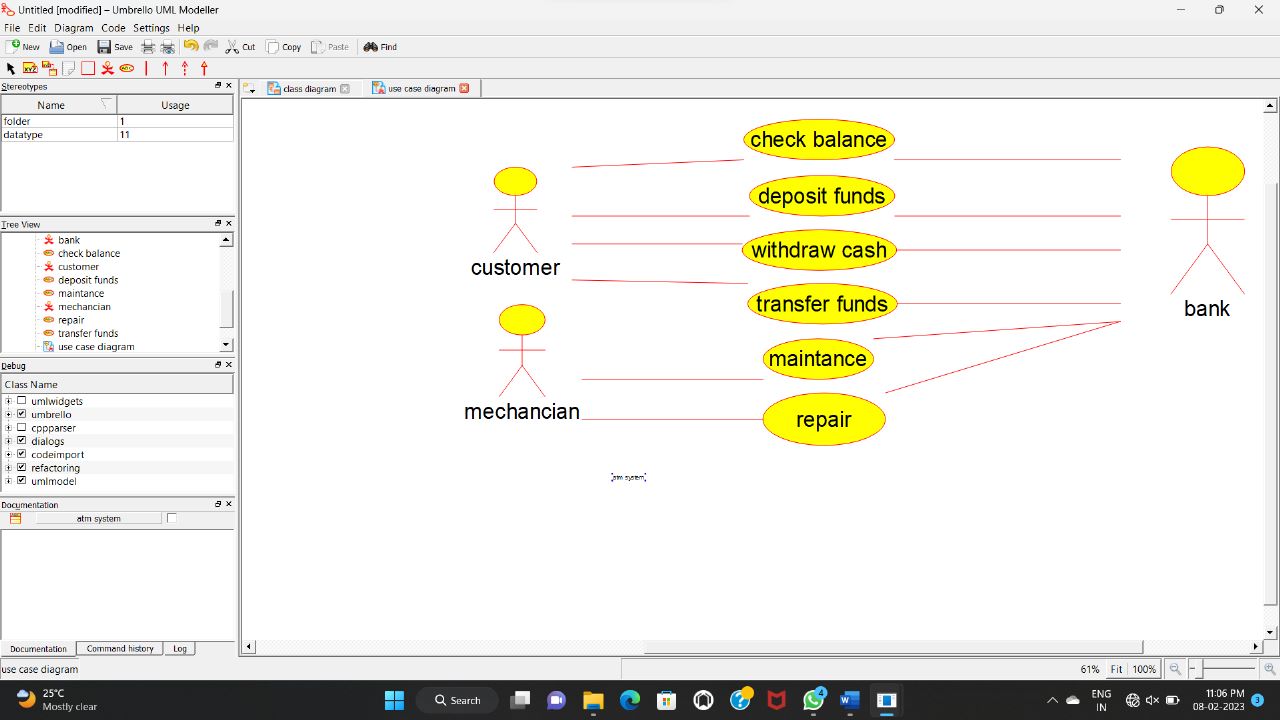 Untitled [modified] – Umbrello UML Modeller
File Edit Diagram Code Settings Help
New Open Save Cut Copy Paste Find
Stereotypes
class diagram use case diagram
Name Usage
folder 1
datatype 11
Tree View
bank
check balance
customer
deposit funds
maintance
mechancian
repair
transfer funds
use case diagram
Debug
Class Name
umlwidgets
umbrello
cppparser
dialogs
codeimport
refactoring
umlmodel
Documentation
atm system
Documentation Command history Log
check balance
deposit funds
withdraw cash
customer
transfer funds
bank
maintance
mechancian
repair
atm system
use case diagram
61% Fit 100%
25°C
Mostly clear
Search
4
ENG
IN
11:06 PM
08-02-2023
3